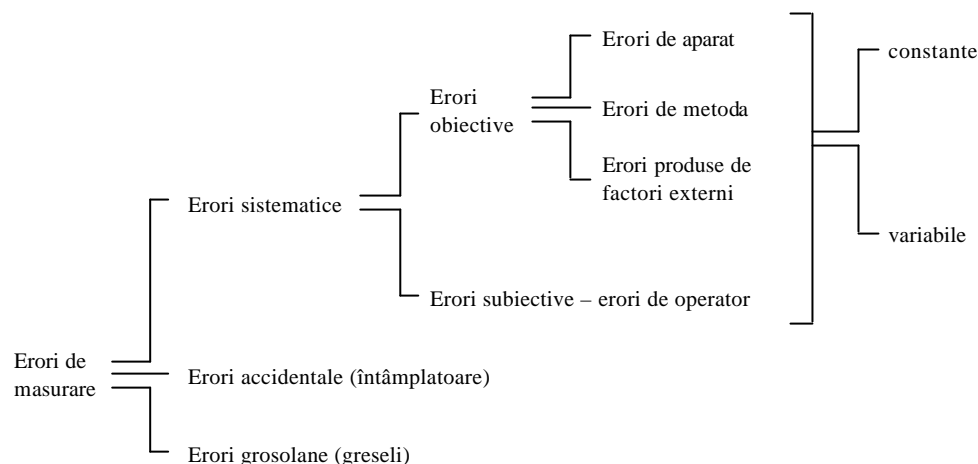 Erori de aparat
constante
Erori
obiective
Erori de metoda
Erori produse de
factori externi
Erori sistematice
variabile
Erori subiective – erori de operator
Erori de
masurare
Erori accidentale (întâmplatoare)
Erori grosolane (greseli)